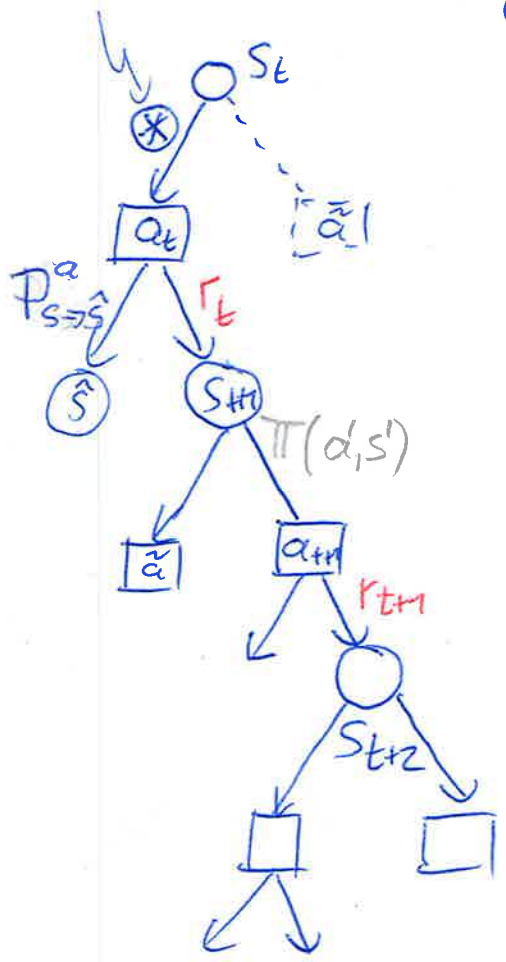 S_t
*
a_t
ã
P^a_{s→ŝ}
r_t
ŝ
S_{t+1}
π(a',s')
ã
a_{t+1}
r_{t+1}
S_{t+2}